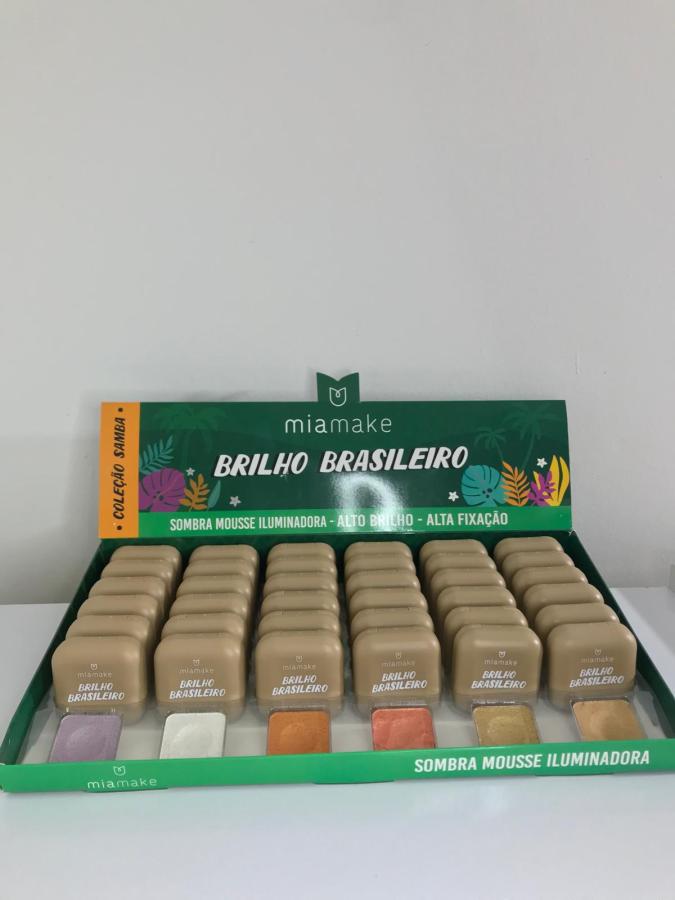 miamake
• COLEÇÃO SAMBA •
BRILHO BRASILEIRO
SOMBRA MOUSSE ILUMINADORA - ALTO BRILHO - ALTA FIXAÇÃO
miamake
BRILHO
BRASILEIRO
miamake
BRILHO
BRASILEIRO
miamake
BRILHO
BRASILEIRO
miamake
BRILHO
BRASILEIRO
miamake
BRILHO
BRASILEIRO
miamake
BRILHO
BRASILEIRO
SOMBRA MOUSSE ILUMINADORA
miamake